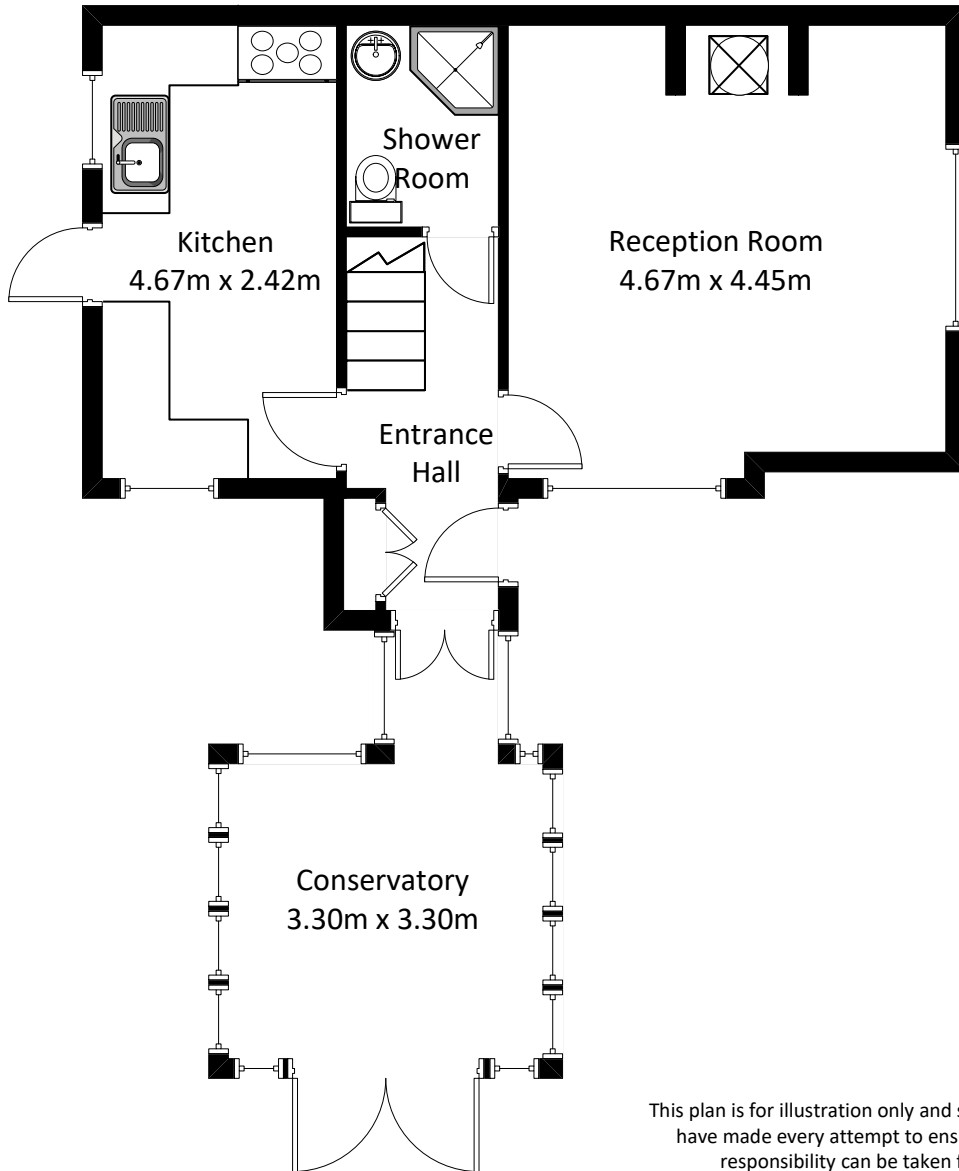 Shower
Room
Kitchen
4.67m x 2.42m
Reception Room
4.67m x 4.45m
Entrance
Hall
Conservatory
3.30m x 3.30m
This plan is for illustration only and s
have made every attempt to ens
responsibility can be taken f